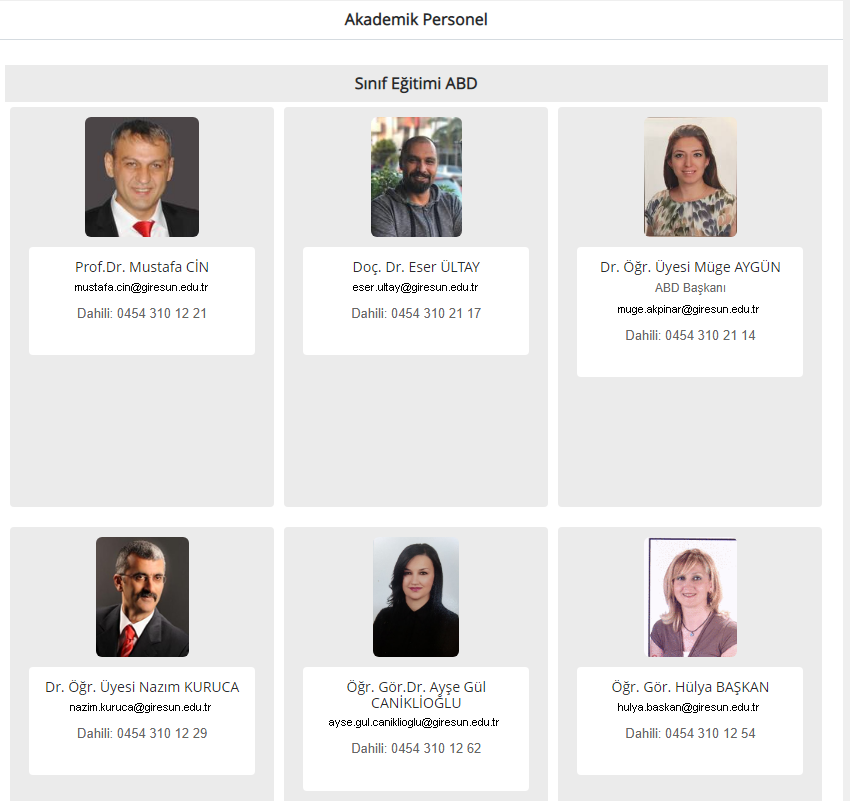 Akademik Personel
Sınıf Eğitimi ABD
Prof.Dr. Mustafa CİN
mustafa.cin@giresun.edu.tr
Dahili: 0454 310 12 21
Doç. Dr. Eser ÜLTAY
eser.ultay@giresun.edu.tr
Dahili: 0454 310 21 17
Dr. Öğr. Üyesi Müge AYGÜN
ABD Başkanı
muge.akpinar@giresun.edu.tr
Dahili: 0454 310 21 14
Dr. Öğr. Üyesi Nazım KURUCA
nazim.kuruca@giresun.edu.tr
Dahili: 0454 310 12 29
Öğr. Gör.Dr. Ayşe Gül
CANİKLİOĞLU
ayse.gul.caniklioglu@giresun.edu.tr
Dahili: 0454 310 12 62
Öğr. Gör. Hülya BAŞKAN
hulya.baskan@giresun.edu.tr
Dahili: 0454 310 12 54